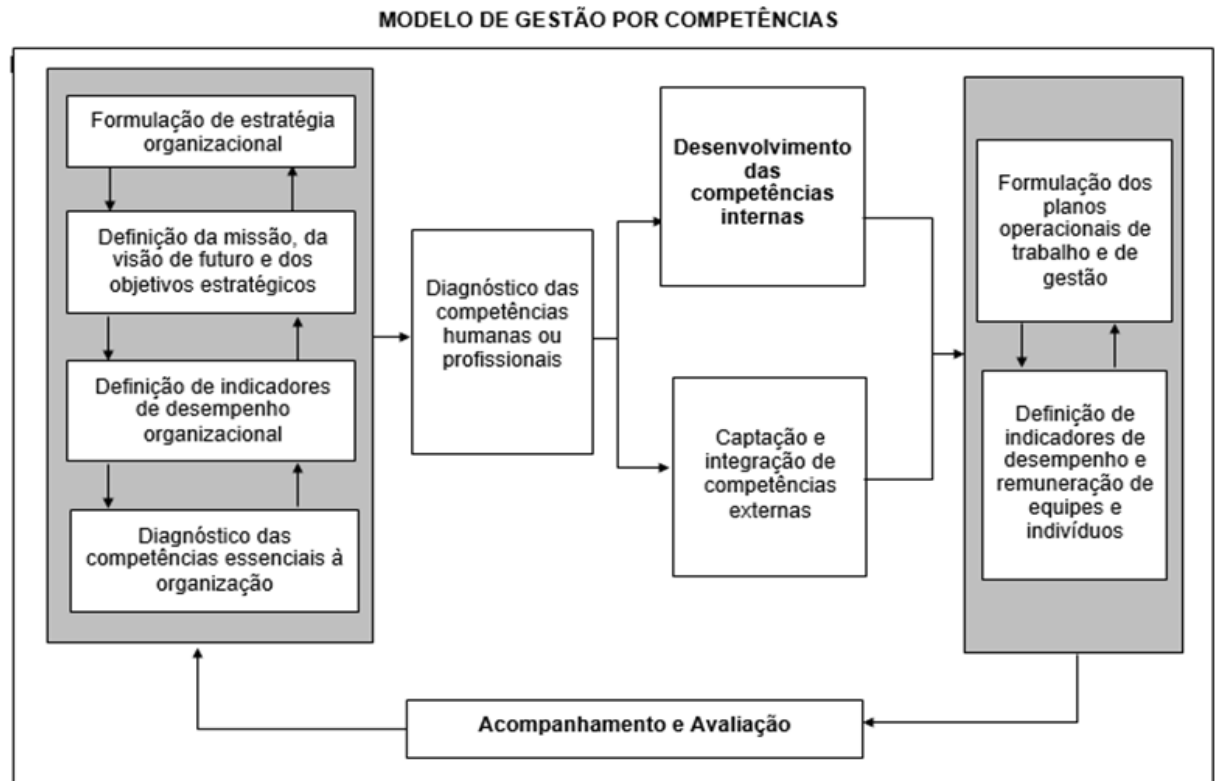 MODELO DE GESTÃO POR COMPETÊNCIAS
Formulação de estratégia
organizacional
Definição da missão, da
visão de futuro e dos
objetivos estratégicos
Definição de indicadores
de desempenho
organizacional
Diagnóstico das
competências essenciais à
organização
Diagnóstico das
competências
humanas ou
profissionais
Desenvolvimento
das
competências
internas
Captação e
integração de
competências
externas
Formulação dos
planos
operacionais de
trabalho e de
gestão
Definição de
indicadores de
desempenho e
remuneração de
equipes e
indivíduos
Acompanhamento e Avaliação